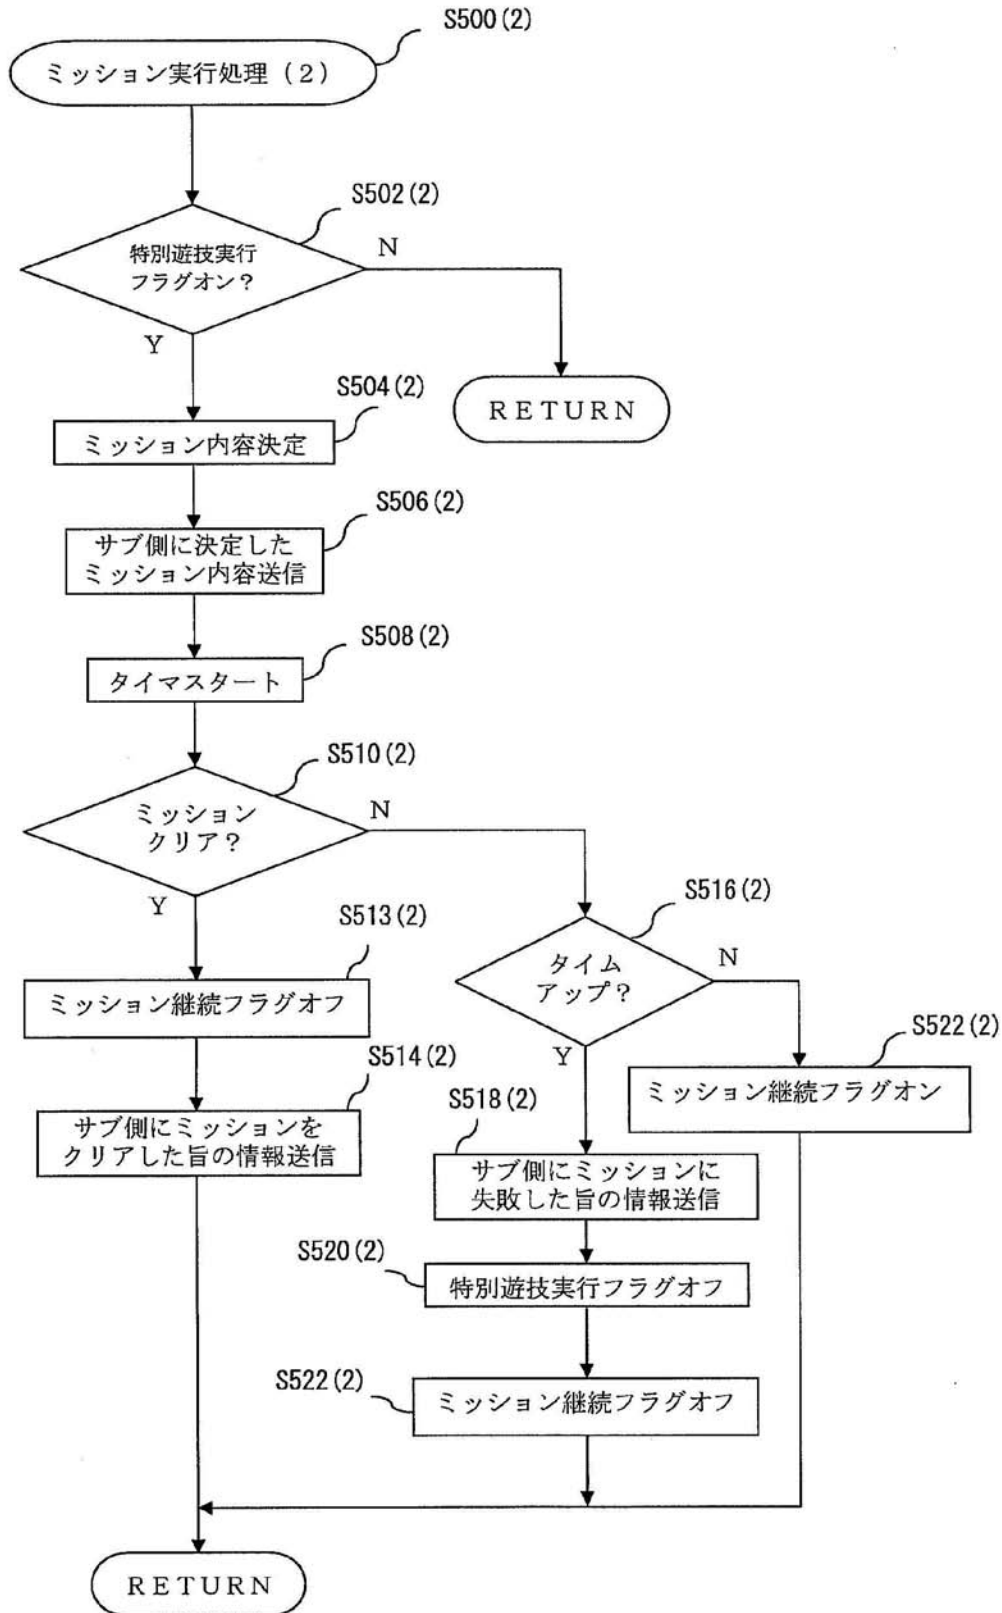 S500(2)
ミッション実行処理(2)
S502(2)
特別遊技実行
フラグオン?
N
Y
RETURN
S504(2)
ミッション内容決定
S506(2)
サブ側に決定した
ミッション内容送信
S508(2)
タイマスタート
S510(2)
ミッション
クリア?
N
Y
S513(2)
ミッション継続フラグオフ
S514(2)
サブ側にミッションを
クリアした旨の情報送信
S516(2)
タイム
アップ?
N
Y
S522(2)
ミッション継続フラグオン
S518(2)
サブ側にミッションに
失敗した旨の情報送信
S520(2)
特別遊技実行フラグオフ
S522(2)
ミッション継続フラグオフ
RETURN